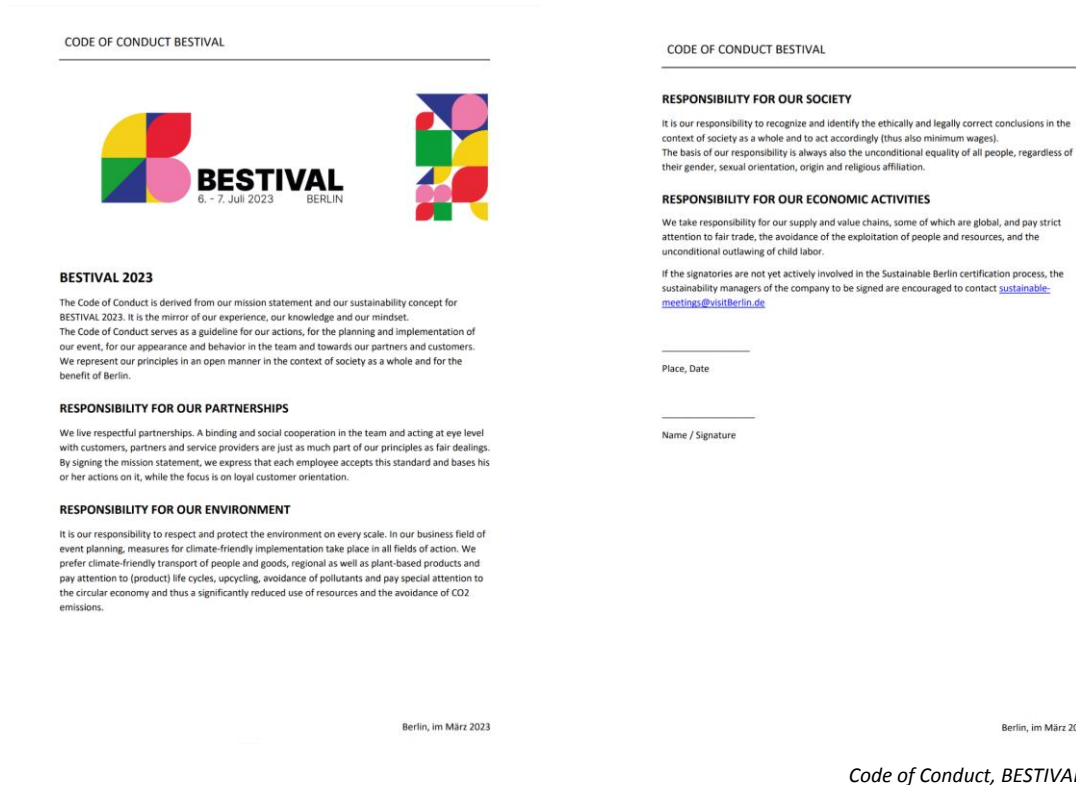 CODE OF CONDUCT BESTIVAL
BESTIVAL
6. - 7. Juli 2023 BERLIN
BESTIVAL 2023
The Code of Conduct is derived from our mission statement and our sustainability concept for
BESTIVAL 2023. It is the mirror of our experience, our knowledge and our mindset.
The Code of Conduct serves as a guideline for our actions, for the planning and implementation of
our event, for our appearance and behavior in the team and towards our partners and customers.
We represent our principles in an open manner in the context of society as a whole and for the
benefit of Berlin.
RESPONSIBILITY FOR OUR PARTNERSHIPS
We live respectful partnerships. A binding and social cooperation in the team and acting at eye level
with customers, partners and service providers are just as much part of our principles as fair dealings.
By signing the mission statement, we express that each employee accepts this standard and bases his
or her actions on it, while the focus is on loyal customer orientation.
RESPONSIBILITY FOR OUR ENVIRONMENT
It is our responsibility to respect and protect the environment on every scale. In our business field of
event planning, measures for climate-friendly implementation take place in all fields of action. We
prefer climate-friendly transport of people and goods, regional as well as plant-based products and
pay attention to (product) life cycles, upcycling, avoidance of pollutants and pay special attention to
the circular economy and thus a significantly reduced use of resources and the avoidance of CO2
emissions.
Berlin, im März 2023
CODE OF CONDUCT BESTIVAL
RESPONSIBILITY FOR OUR SOCIETY
It is our responsibility to recognize and identify the ethically and legally correct conclusions in the
context of society as a whole and to act accordingly (thus also minimum wages).
The basis of our responsibility is always also the unconditional equality of all people, regardless of
their gender, sexual orientation, origin and religious affiliation.
RESPONSIBILITY FOR OUR ECONOMIC ACTIVITIES
We take responsibility for our supply and value chains, some of which are global, and pay strict
attention to fair trade, the avoidance of the exploitation of people and resources, and the
unconditional outlawing of child labor.
If the signatories are not yet actively involved in the Sustainable Berlin certification process, the
sustainability managers of the company to be signed are encouraged to contact sustainable-
meetings@visitBerlin.de
Place, Date
Name / Signature
Berlin, im März
Code of Conduct, BESTIVAL